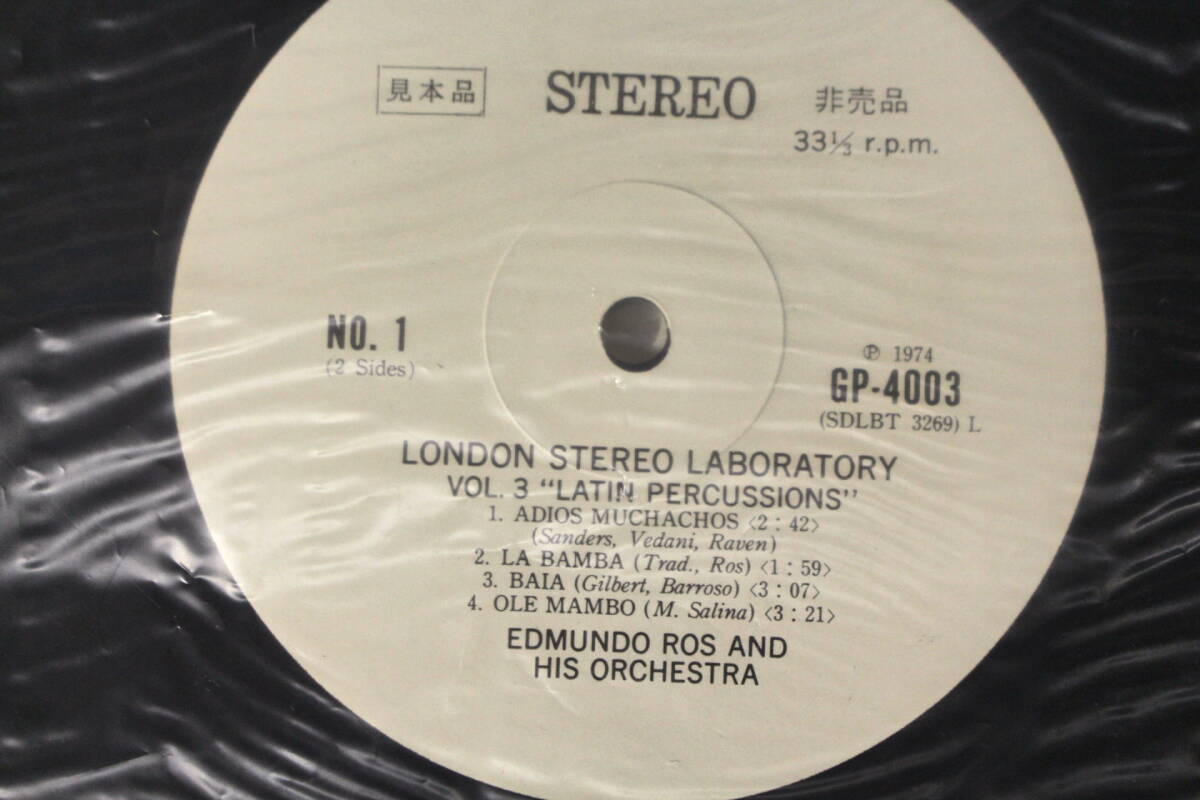 見本品 STEREO 非売品
33⅓ r.p.m.
NO. 1
(2 Sides)
℗ 1974
GP-4003
(SDLBT 3269) L
LONDON STEREO LABORATORY
VOL. 3 "LATIN PERCUSSIONS"
1. ADIOS MUCHACHOS <2:42>
(Sanders, Vedani, Raven)
2. LA BAMBA (Trad., Ros) <1:59>
3. BAIA (Gilbert, Barroso) <3:07>
4. OLE MAMBO (M. Salina) <3:21>
EDMUNDO ROS AND
HIS ORCHESTRA